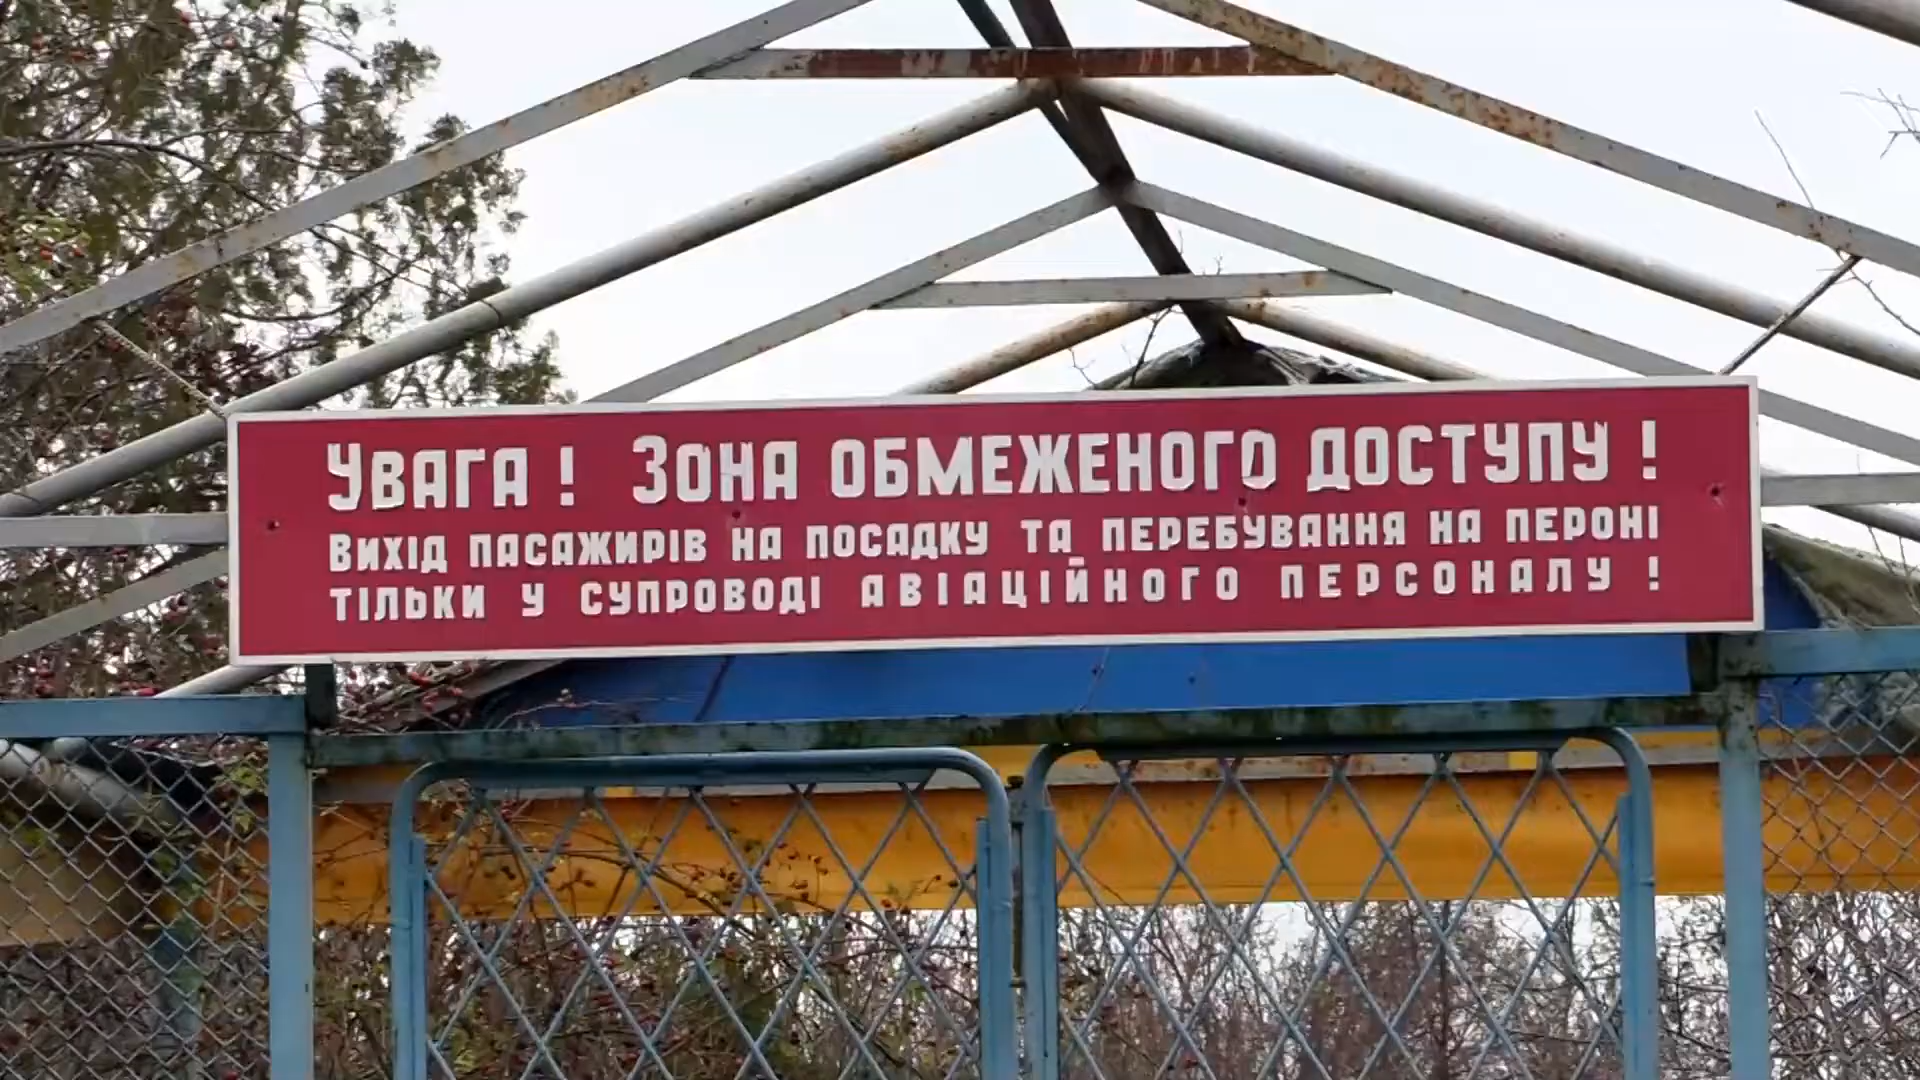 Увага ! Зона обмеженого доступу !
Вихід пасажирів на посадку та перебування на пероні
тільки у супроводі авіаційного персоналу !